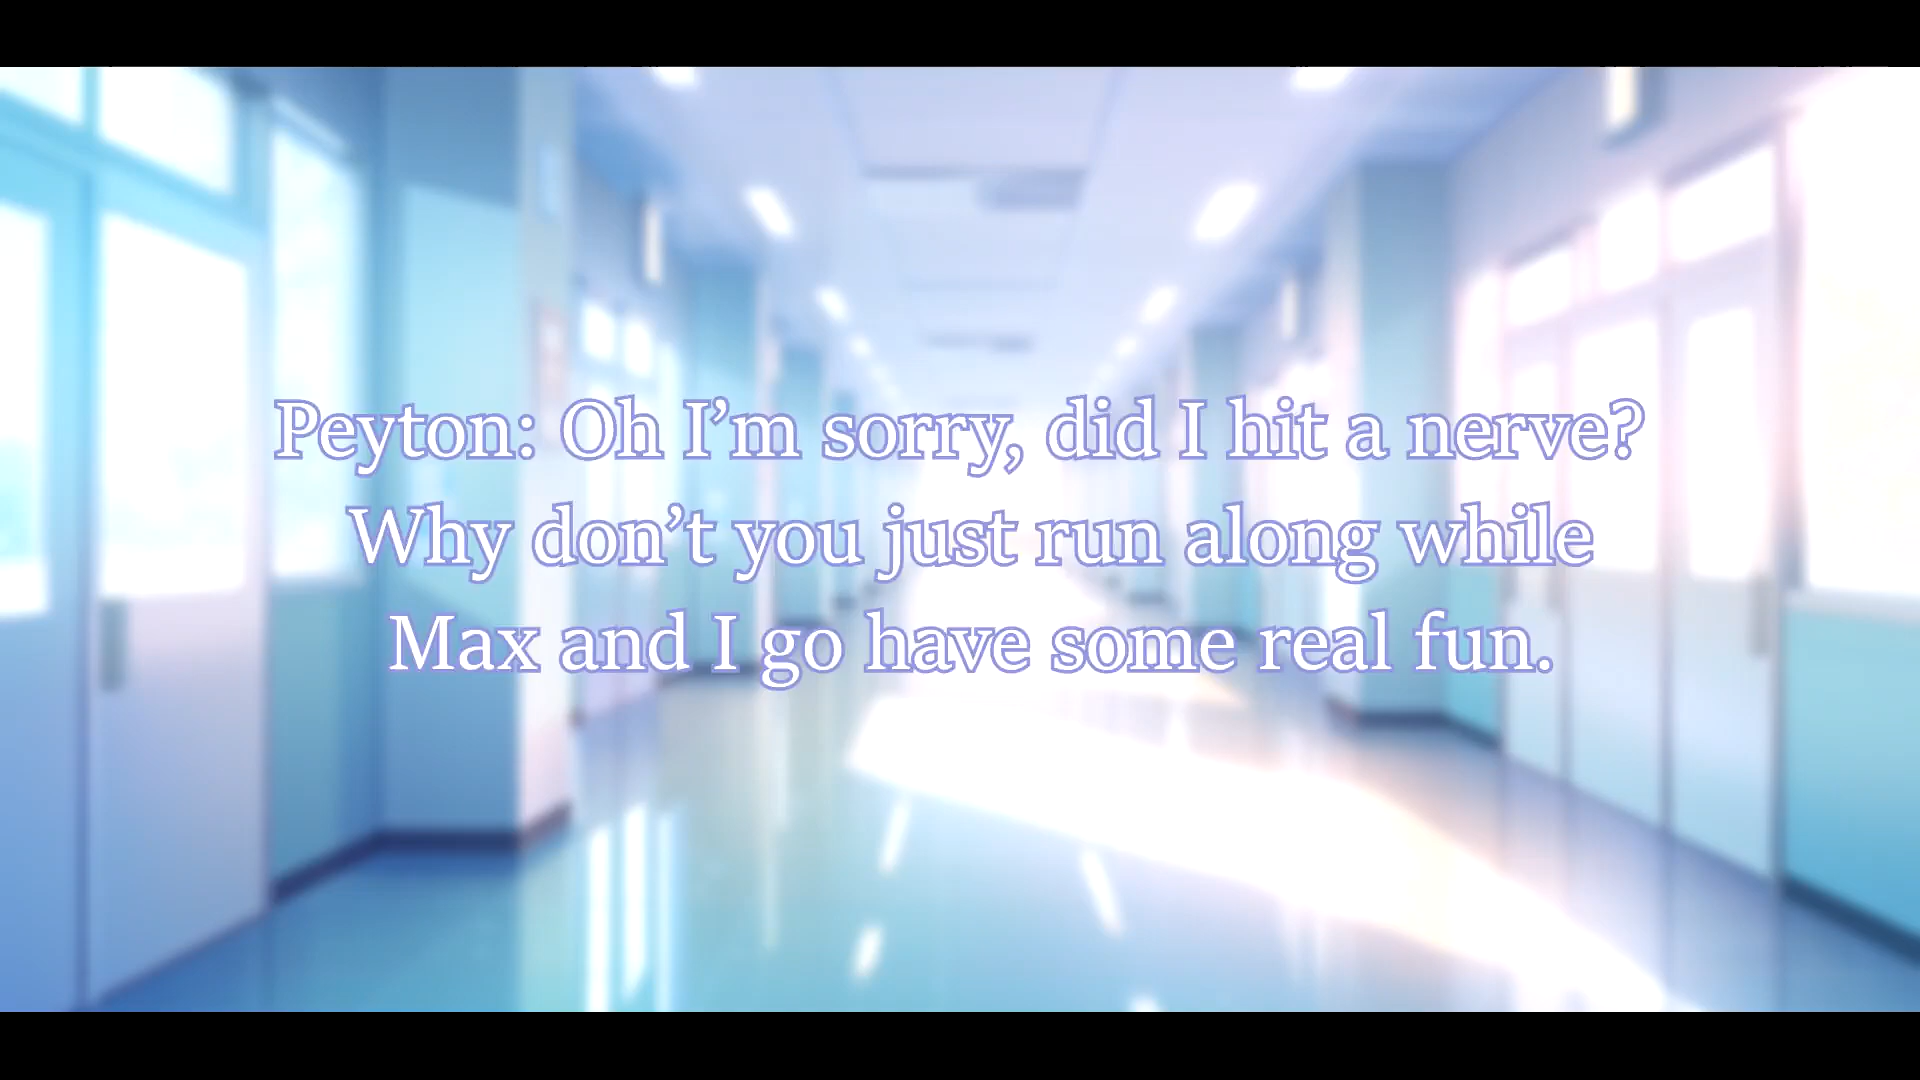 Peyton: Oh I’m sorry, did I hit a nerve?
Why don’t you just run along while
Max and I go have some real fun.